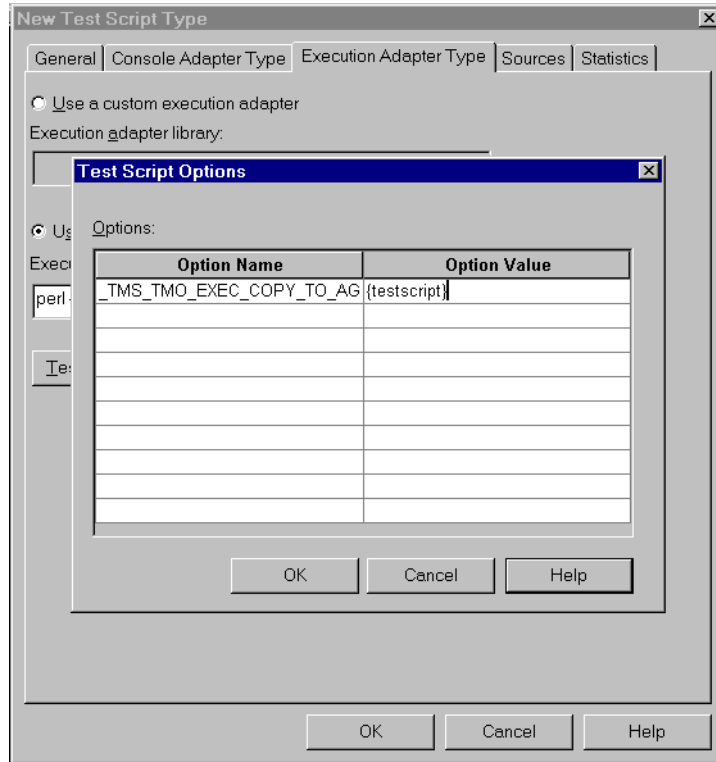 New Test Script Type
General Console Adapter Type Execution Adapter Type Sources Statistics
Use a custom execution adapter
Execution adapter library:
Test Script Options
Options:
Option Name Option Value
_TMS_TMO_EXEC_COPY_TO_AG {testscript}
perl
OK Cancel Help
OK Cancel Help